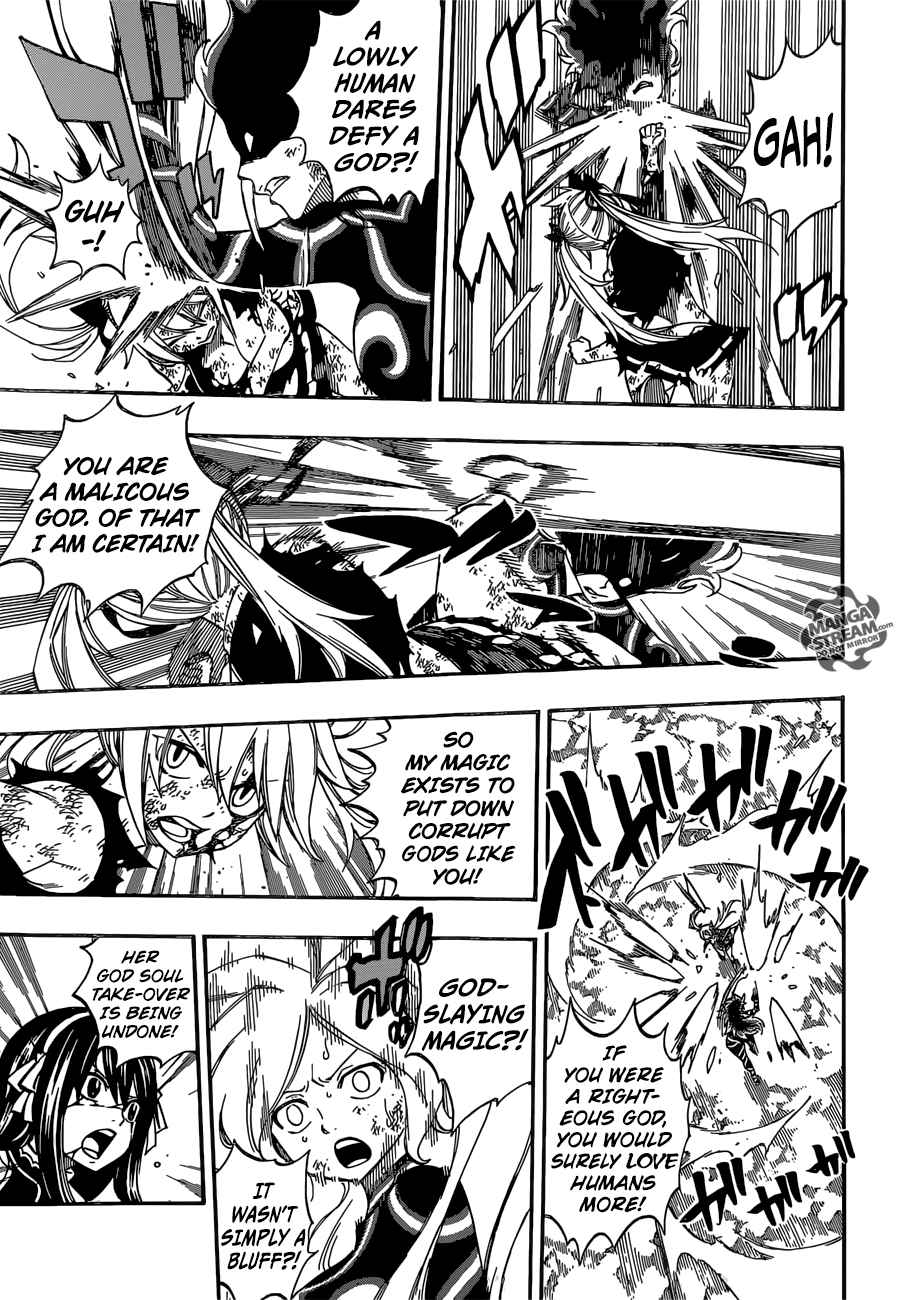 GAH!
A
LOWLY
HUMAN
DARES
DEFY A
GOD?!
GUH
-!
YOU ARE
A MALICOUS
GOD. OF THAT
I AM CERTAIN!
MANGA
STREAM.com
DO NOT MIRROR
IF
YOU WERE
A RIGHT-
EOUS GOD,
YOU WOULD
SURELY LOVE
HUMANS
MORE!
SO
MY MAGIC
EXISTS TO
PUT DOWN
CORRUPT
GODS LIKE
YOU!
GOD-
SLAYING
MAGIC?!
IT
WASN'T
SIMPLY
A BLUFF?!
HER
GOD SOUL
TAKE-OVER
IS BEING
UNDONE!